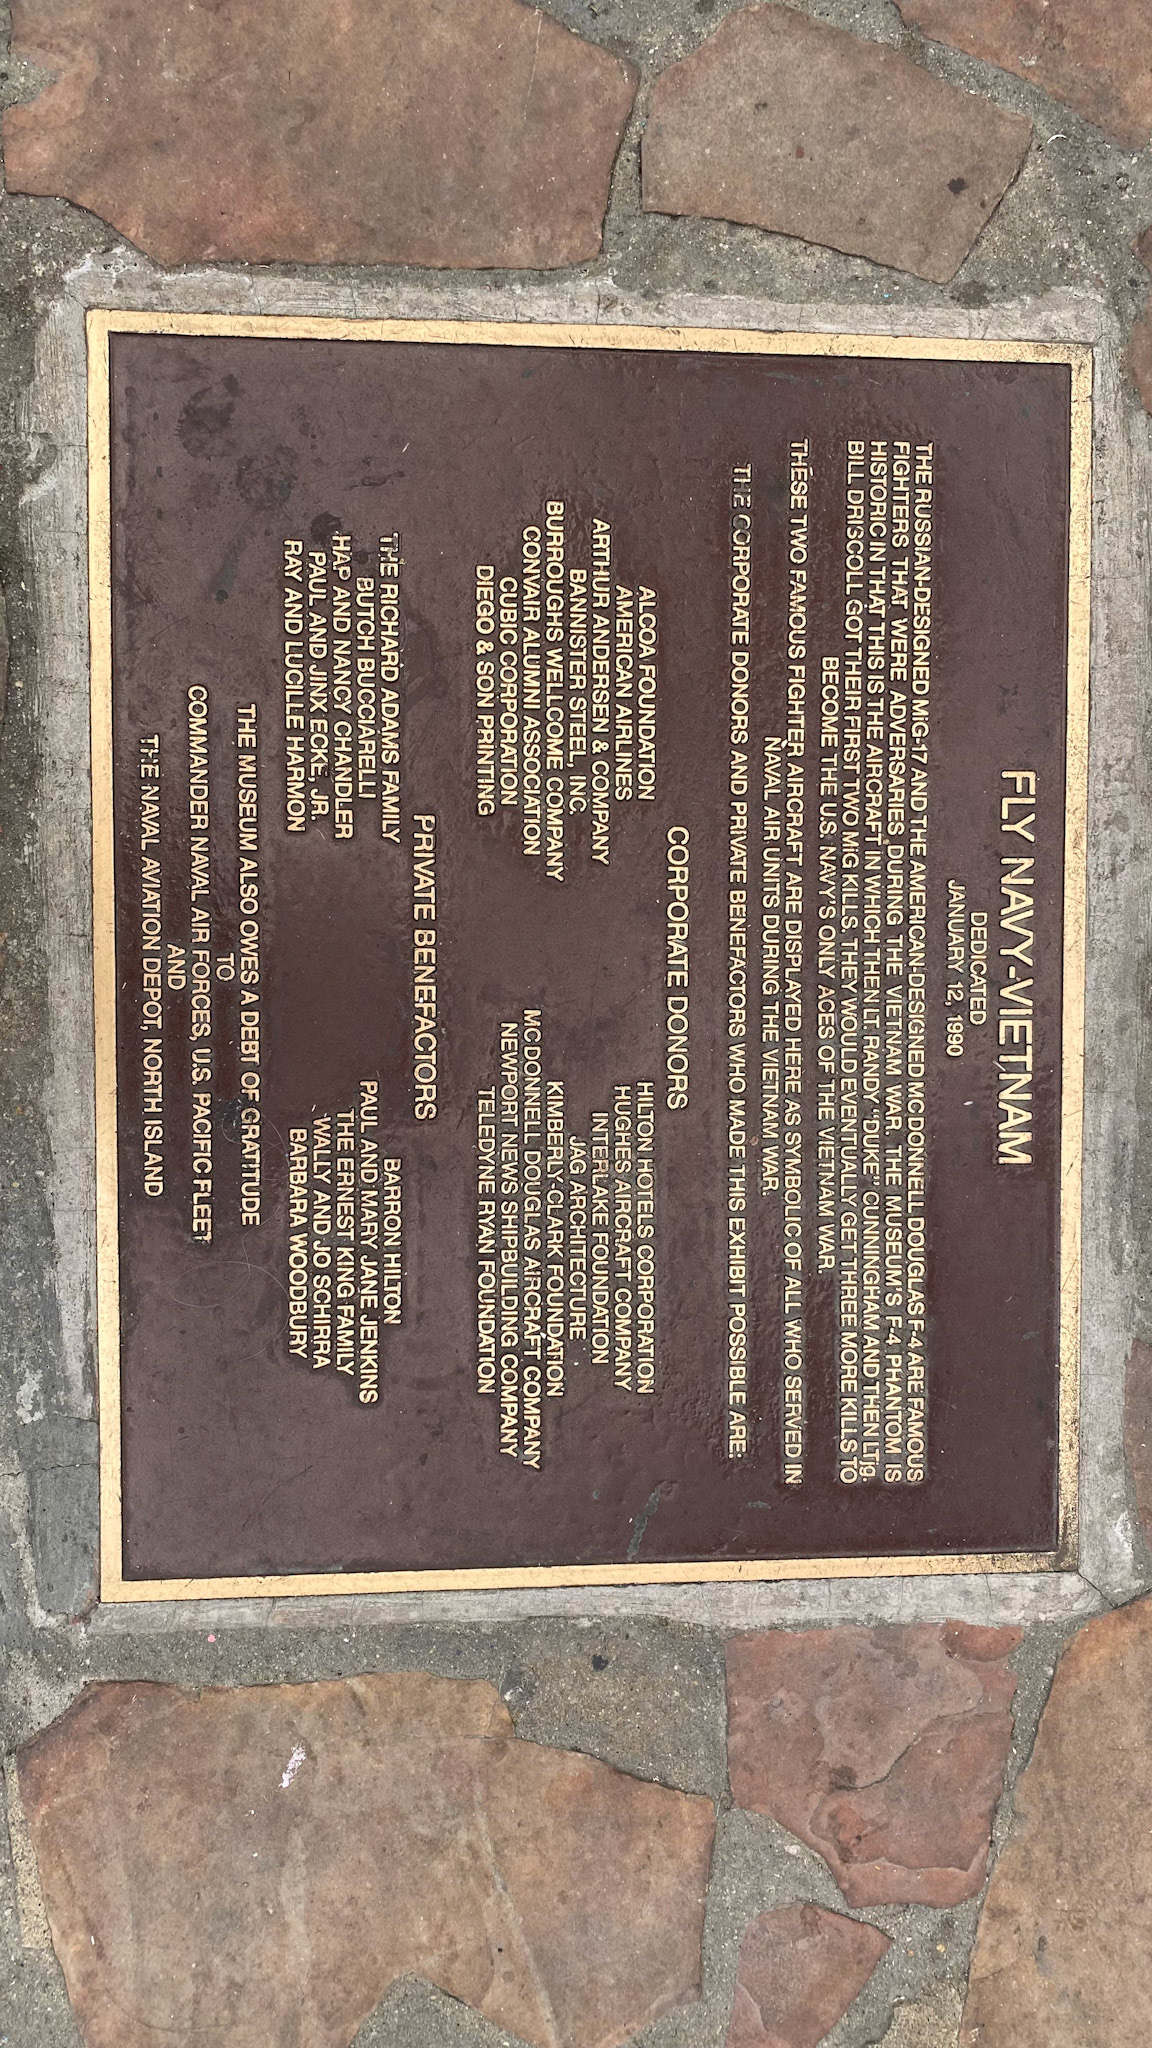 FLY NAVY-VIETNAM
DEDICATED
JANUARY 12, 1990
THE RUSSIAN-DESIGNED MiG-17 AND THE AMERICAN-DESIGNED MC DONNELL DOUGLAS F-4 ARE FAMOUS
FIGHTERS THAT WERE ADVERSARIES DURING THE VIETNAM WAR. THE MUSEUM'S F-4 PHANTOM IS
HISTORIC IN THAT THIS IS THE AIRCRAFT IN WHICH THEN LT. RANDY "DUKE" CUNNINGHAM AND THEN LTjg.
BILL DRISCOLL GOT THEIR FIRST TWO MIG KILLS. THEY WOULD EVENTUALLY GET THREE MORE KILLS TO
BECOME THE U.S. NAVY'S ONLY ACES OF THE VIETNAM WAR.
THESE TWO FAMOUS FIGHTER AIRCRAFT ARE DISPLAYED HERE AS SYMBOLIC OF ALL WHO SERVED IN
NAVAL AIR UNITS DURING THE VIETNAM WAR.
THE CORPORATE DONORS AND PRIVATE BENEFACTORS WHO MADE THIS EXHIBIT POSSIBLE ARE:
CORPORATE DONORS
ALCOA FOUNDATION
AMERICAN AIRLINES
ARTHUR ANDERSEN & COMPANY
BANNISTER STEEL, INC.
BURROUGHS WELLCOME COMPANY
CONVAIR ALUMNI ASSOCIATION
CUBIC CORPORATION
DIEGO & SON PRINTING
HILTON HOTELS CORPORATION
HUGHES AIRCRAFT COMPANY
INTERLAKE FOUNDATION
JAG ARCHITECTURE
KIMBERLY-CLARK FOUNDATION
MC DONNELL DOUGLAS AIRCRAFT COMPANY
NEWPORT NEWS SHIPBUILDING COMPANY
TELEDYNE RYAN FOUNDATION
PRIVATE BENEFACTORS
THE RICHARD ADAMS FAMILY
BUTCH BUCCIARELLI
HAP AND NANCY CHANDLER
PAUL AND JINX ECKE, JR.
RAY AND LUCILLE HARMON
BARRON HILTON
PAUL AND MARY JANE JENKINS
THE ERNEST KING FAMILY
WALLY AND JO SCHIRRA
BARBARA WOODBURY
THE MUSEUM ALSO OWES A DEBT OF GRATITUDE
TO
COMMANDER NAVAL AIR FORCES, U.S. PACIFIC FLEET
AND
THE NAVAL AVIATION DEPOT, NORTH ISLAND